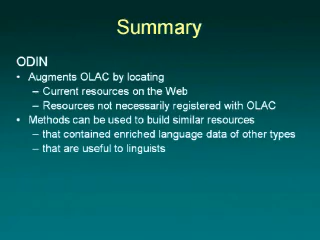 Summary
ODIN
• Augments OLAC by locating
– Current resources on the Web
– Resources not necessarily registered with OLAC
• Methods can be used to build similar resources
– that contained enriched language data of other types
– that are useful to linguists